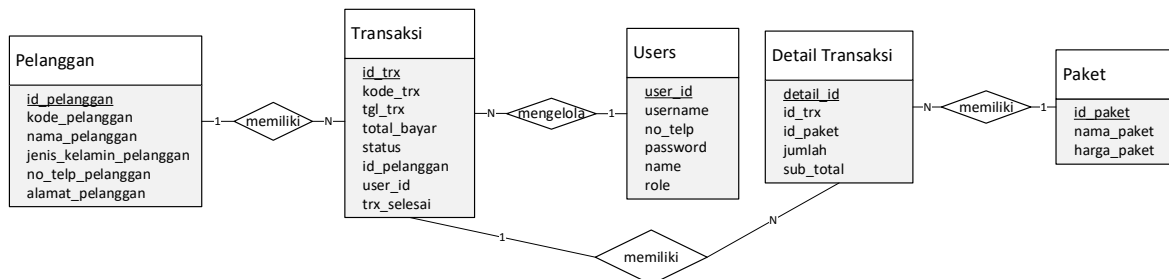 Pelanggan
id_pelanggan
kode_pelanggan
nama_pelanggan
jenis_kelamin_pelanggan
no_telp_pelanggan
alamat_pelanggan
1
memiliki
N
Transaksi
id_trx
kode_trx
tgl_trx
total_bayar
status
id_pelanggan
user_id
trx_selesai
N
mengelola
1
Users
user_id
username
no_telp
password
name
role
Detail Transaksi
detail_id
id_trx
id_paket
jumlah
sub_total
N
memiliki
1
Paket
id_paket
nama_paket
harga_paket
1
memiliki
N